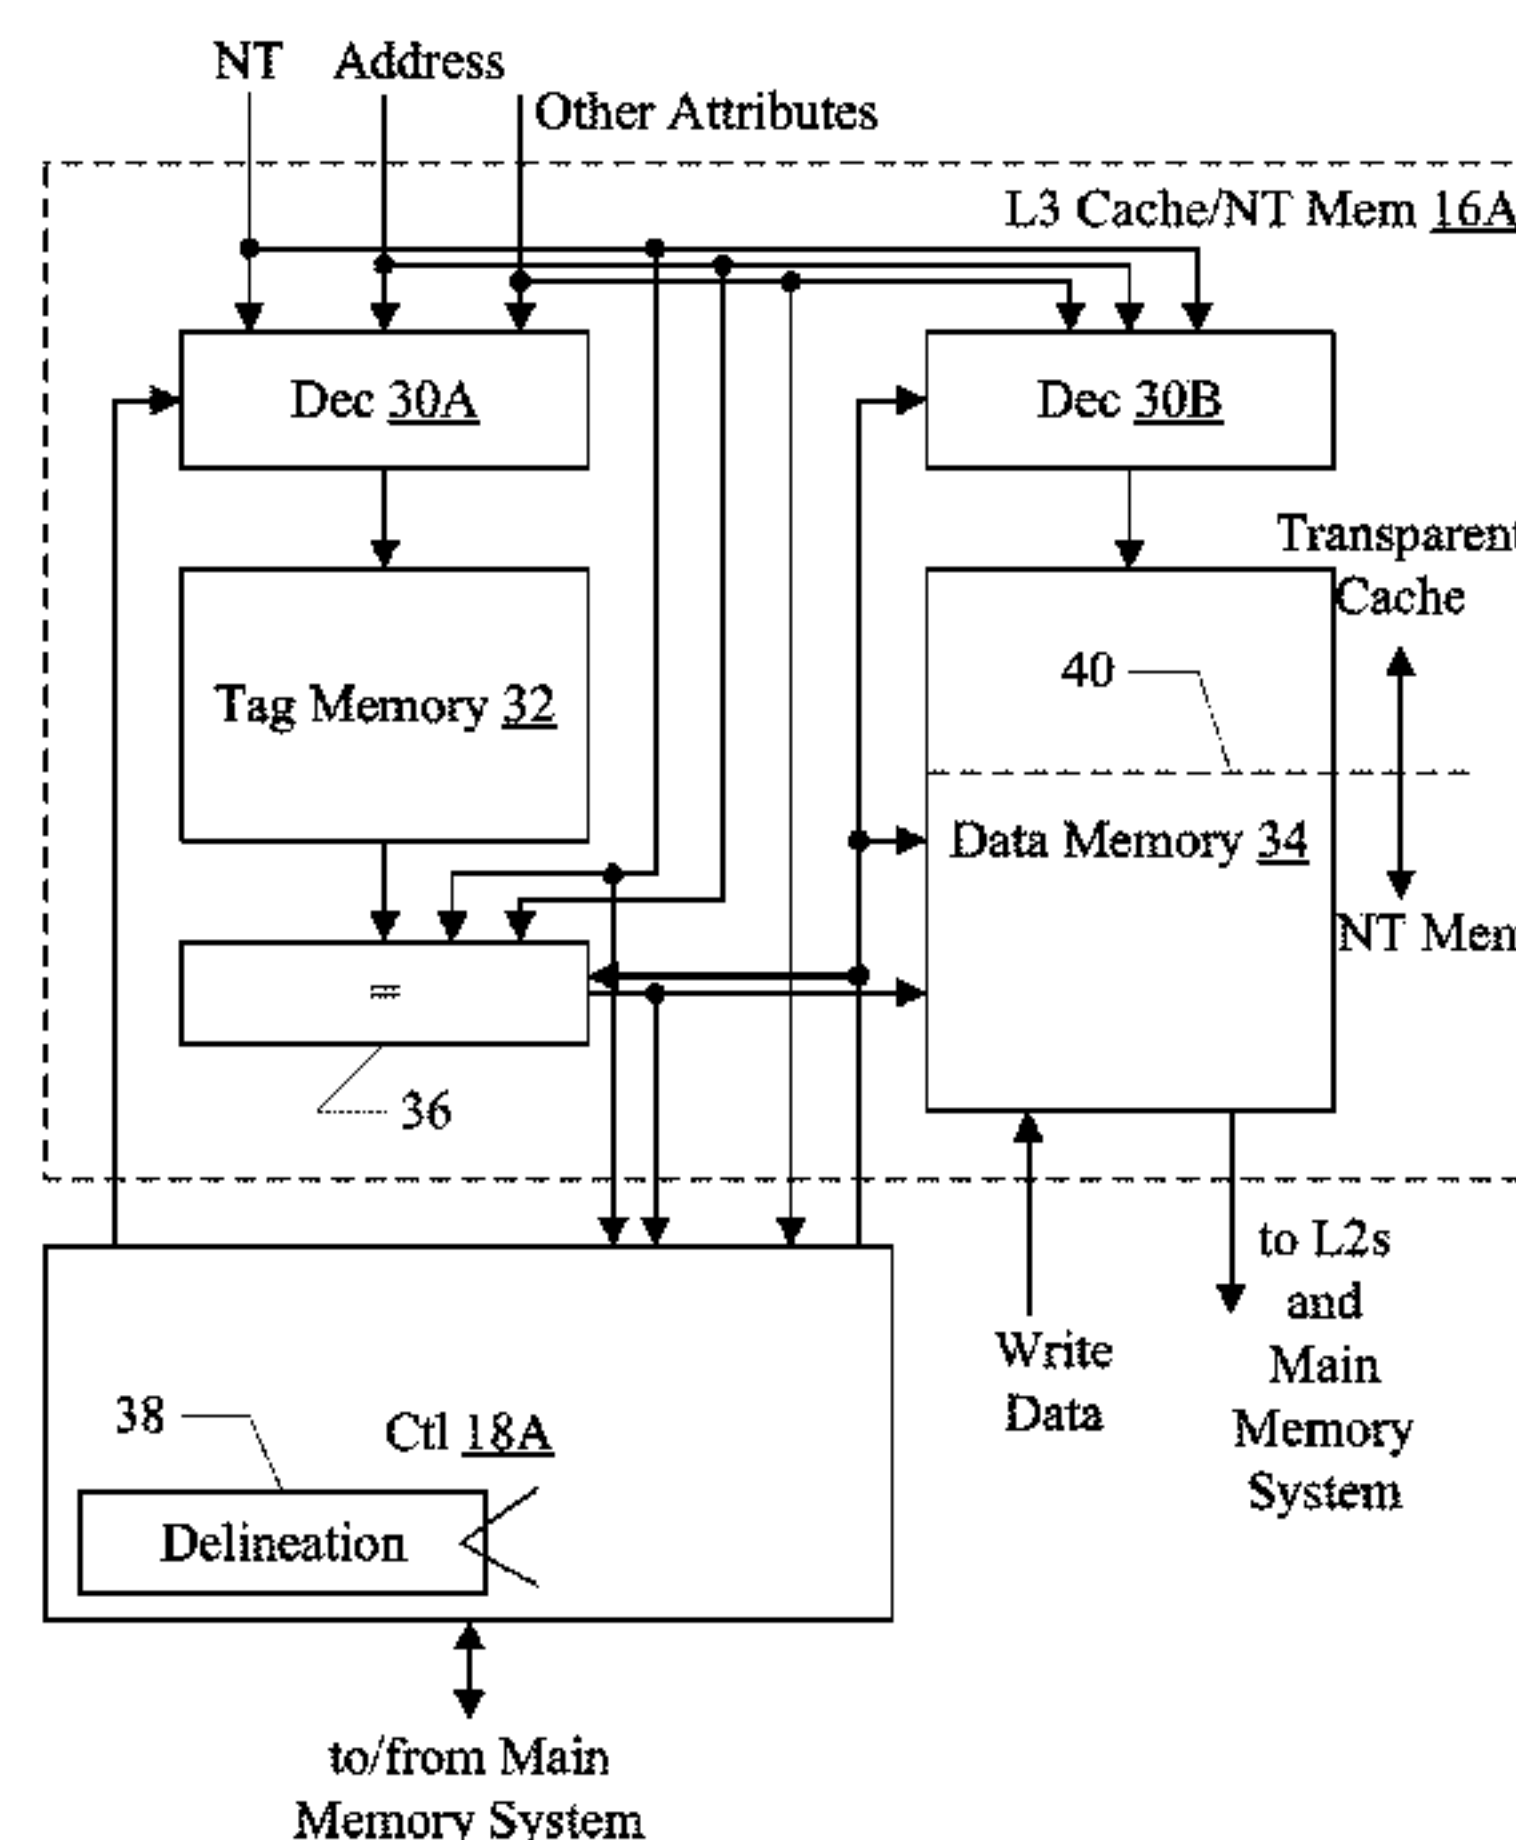 NT Address
Other Attributes
L3 Cache/NT Mem 16A
Dec 30A
Dec 30B
Transparent
Cache
40
Tag Memory 32
Data Memory 34
NT Mem
=
36
to L2s
and
Main
Memory
System
Write
Data
38
Ctl 18A
Delineation
to/from Main
Memory System